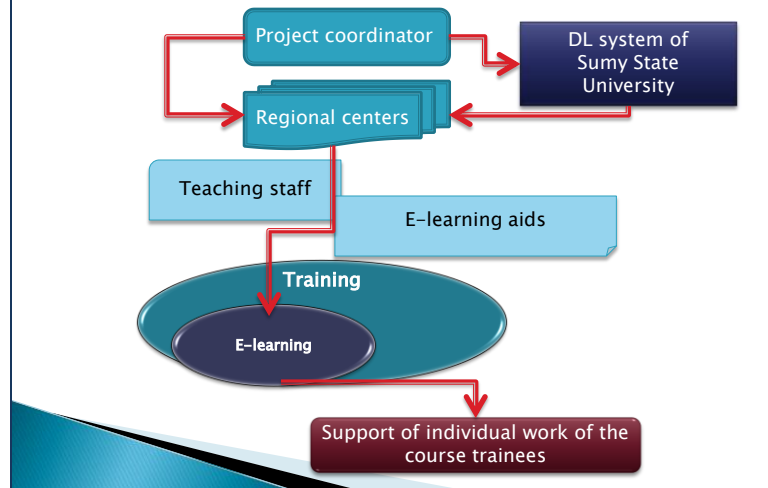 Project coordinator
DL system of
Sumy State
University
Regional centers
Teaching staff
E-learning aids
Training
E-learning
Support of individual work of the
course trainees